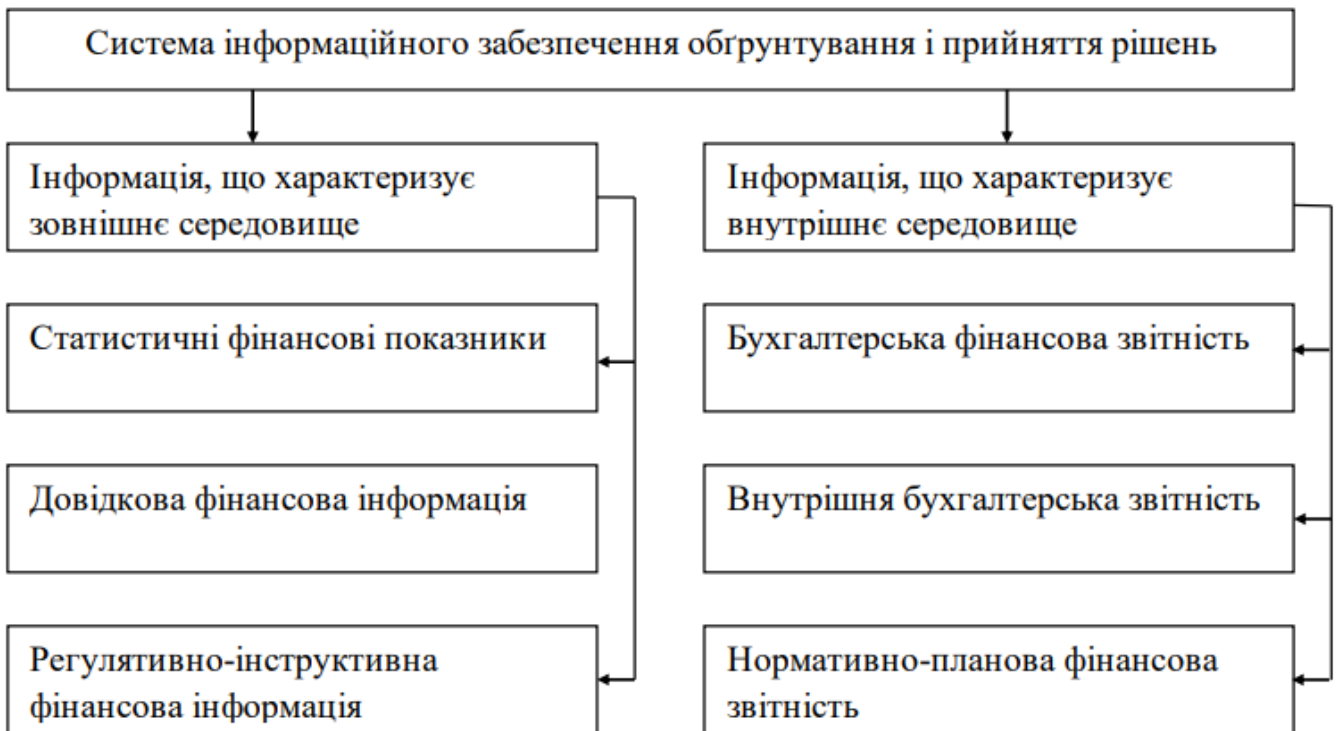 Система інформаційного забезпечення обґрунтування і прийняття рішень
Інформація, що характеризує
зовнішнє середовище
Інформація, що характеризує
внутрішнє середовище
Статистичні фінансові показники
Бухгалтерська фінансова звітність
Довідкова фінансова інформація
Внутрішня бухгалтерська звітність
Регулятивно-інструктивна
фінансова інформація
Нормативно-планова фінансова
звітність